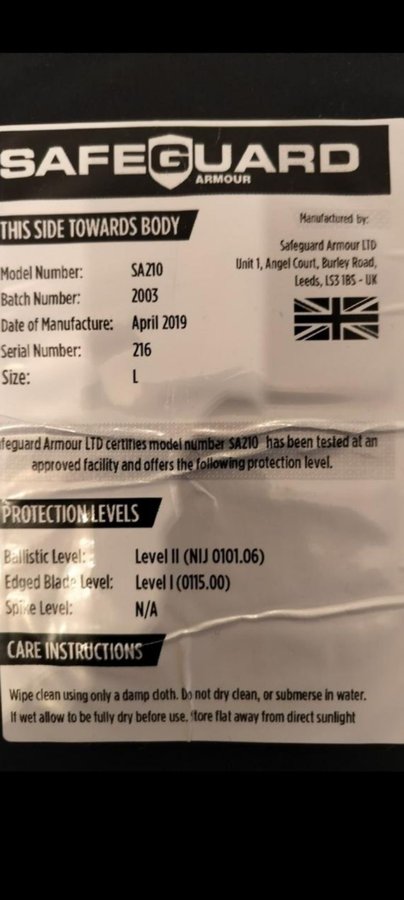 SAFEGUARD
ARMOUR
THIS SIDE TOWARDS BODY
Manufactured by:
Safeguard Armour LTD
Unit 1, Angel Court, Burley Road,
Leeds, LS3 1BS - UK
Model Number: SA210
Batch Number: 2003
Date of Manufacture: April 2019
Serial Number: 216
Size: L
feguard Armour LTD certifies model number SA210 has been tested at an
approved facility and offers the following protection level.
PROTECTION LEVELS
Ballistic Level: Level II (NIJ 0101.06)
Edged Blade Level: Level I (0115.00)
Spike Level: N/A
CARE INSTRUCTIONS
Wipe clean using only a damp cloth. Do not dry clean, or submerse in water.
If wet allow to be fully dry before use. tore flat away from direct sunlight